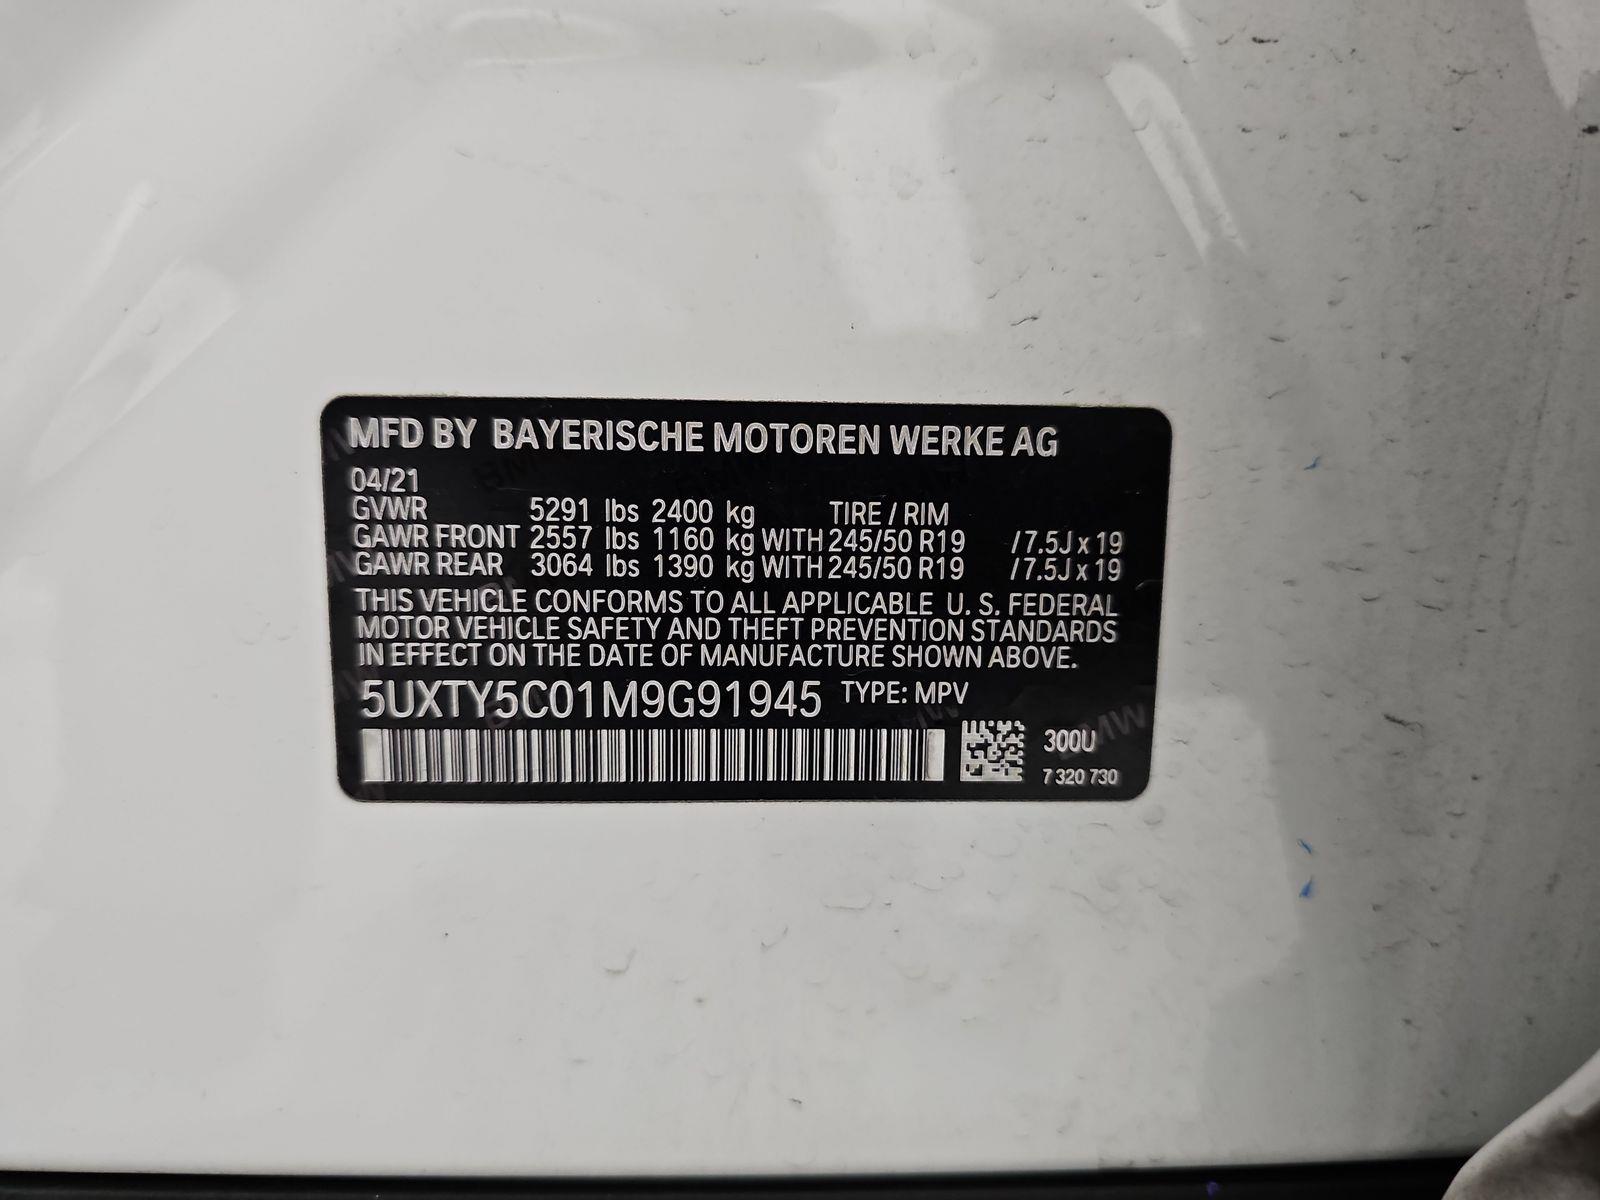 MFD BY BAYERISCHE MOTOREN WERKE AG
04/21
GVWR 5291 lbs 2400 kg TIRE / RIM
GAWR FRONT 2557 lbs 1160 kg WITH 245/50 R19 /7.5J x 19
GAWR REAR 3064 lbs 1390 kg WITH 245/50 R19 /7.5J x 19
THIS VEHICLE CONFORMS TO ALL APPLICABLE U. S. FEDERAL
MOTOR VEHICLE SAFETY AND THEFT PREVENTION STANDARDS
IN EFFECT ON THE DATE OF MANUFACTURE SHOWN ABOVE.
5UXTY5C01M9G91945 TYPE: MPV
300U
7 320 730
BMW